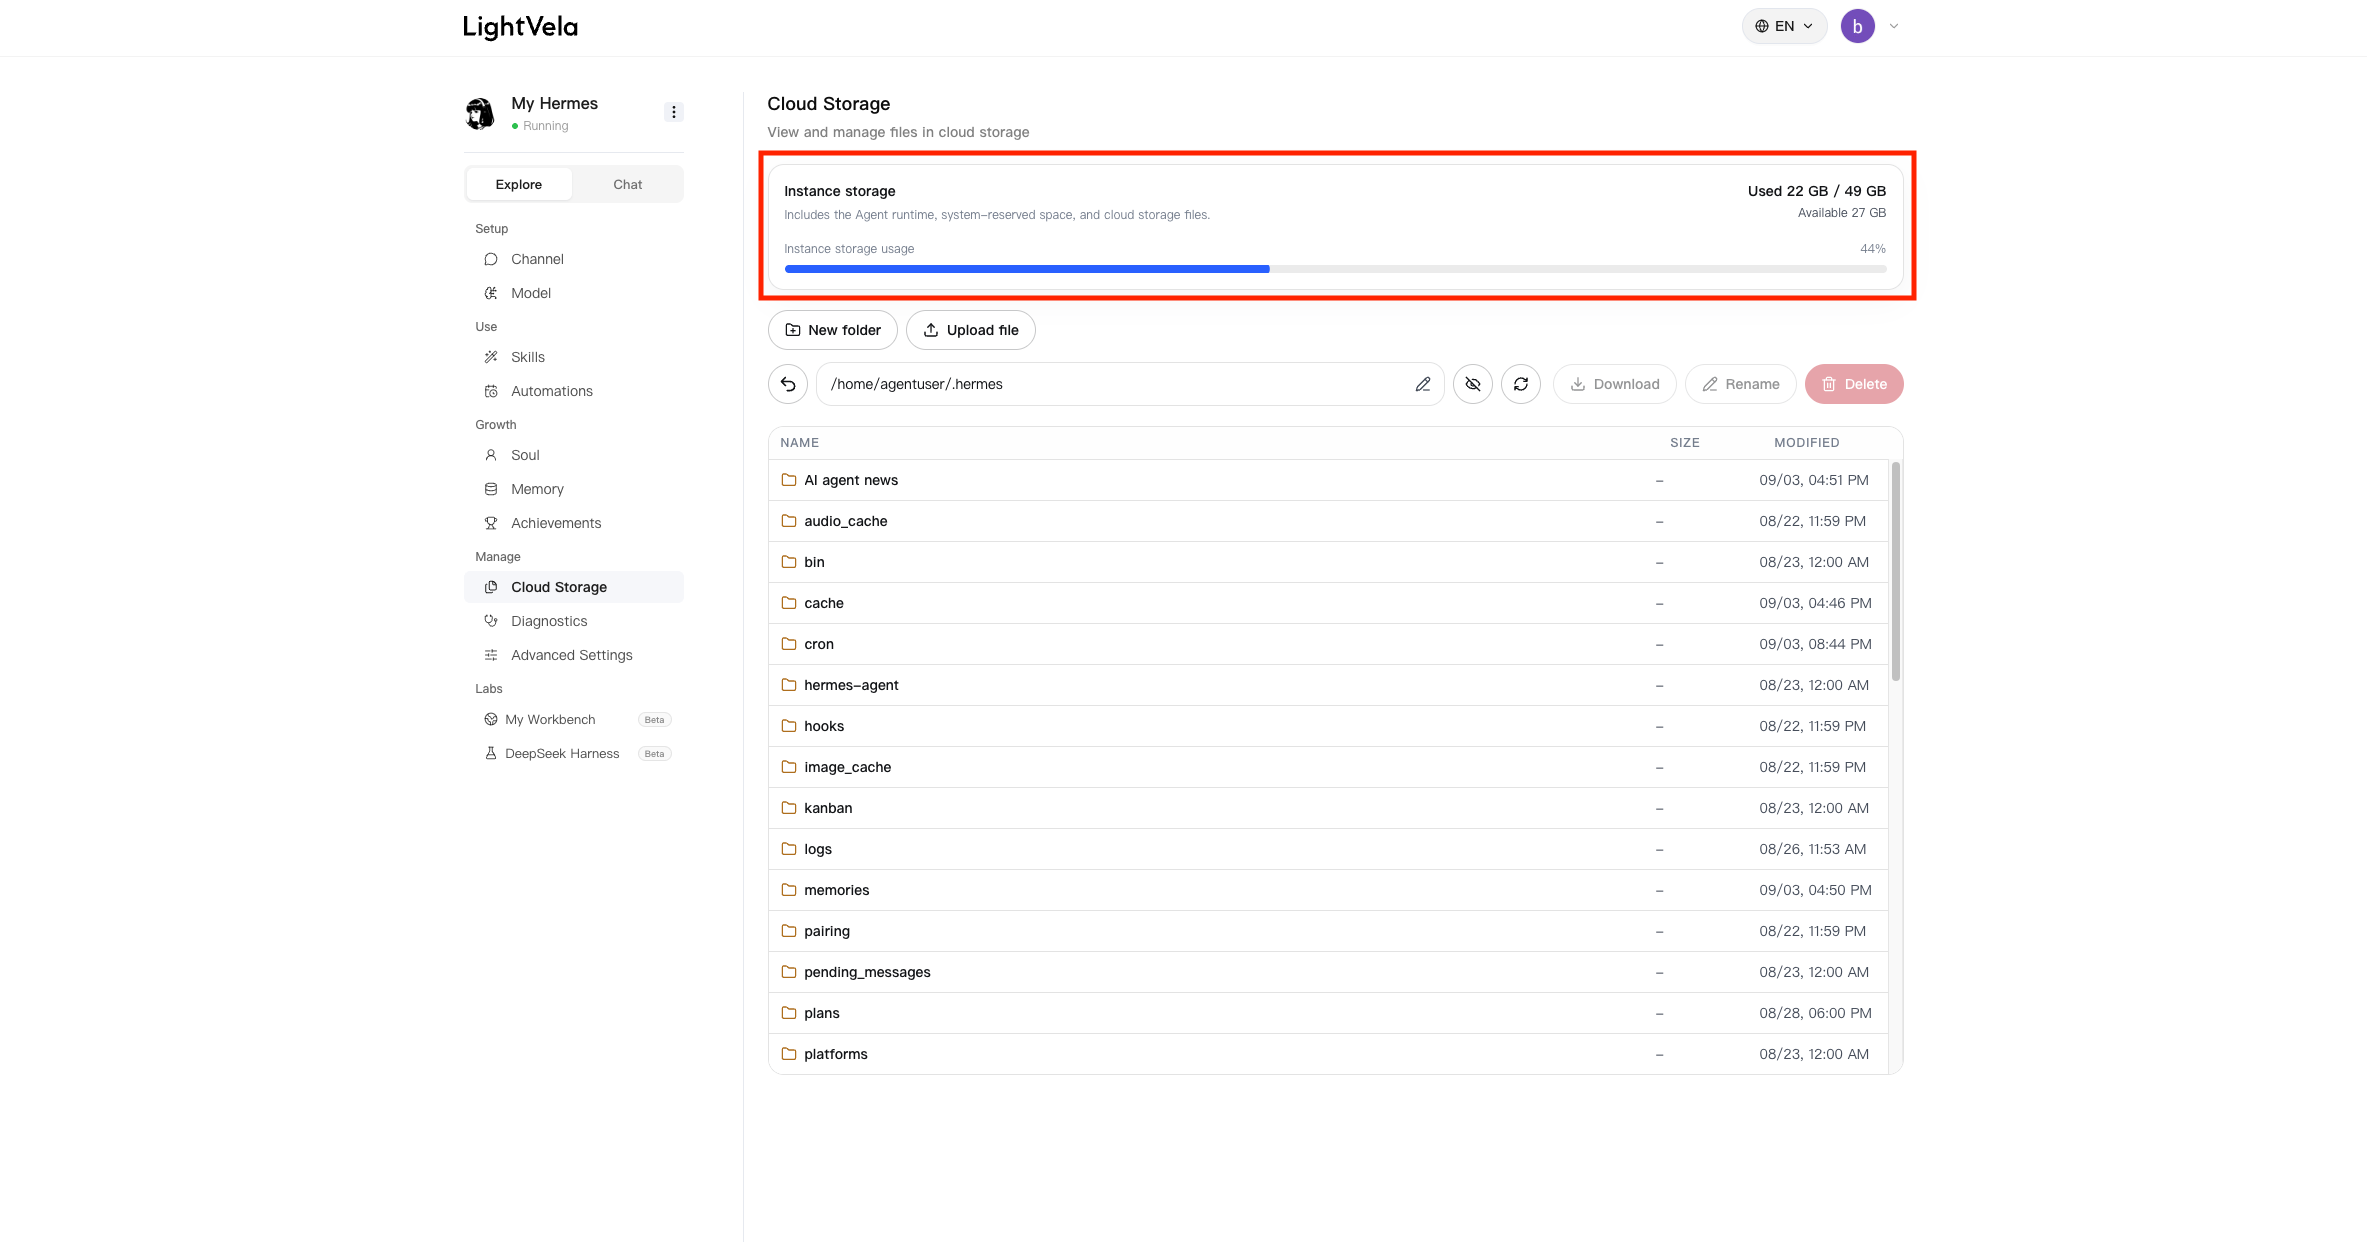 LightVela
EN
b
My Hermes
Running
Explore
Chat
Setup
Channel
Model
Use
Skills
Automations
Growth
Soul
Memory
Achievements
Manage
Cloud Storage
Diagnostics
Advanced Settings
Labs
My Workbench Beta
DeepSeek Harness Beta
Cloud Storage
View and manage files in cloud storage
Instance storage
Used 22 GB / 49 GB
Includes the Agent runtime, system-reserved space, and cloud storage files.
Available 27 GB
Instance storage usage
44%
New folder
Upload file
/home/agentuser/.hermes
Download
Rename
Delete
NAME SIZE MODIFIED
AI agent news – 09/03, 04:51 PM
audio_cache – 08/22, 11:59 PM
bin – 08/23, 12:00 AM
cache – 09/03, 04:46 PM
cron – 09/03, 08:44 PM
hermes-agent – 08/23, 12:00 AM
hooks – 08/22, 11:59 PM
image_cache – 08/22, 11:59 PM
kanban – 08/23, 12:00 AM
logs – 08/26, 11:53 AM
memories – 09/03, 04:50 PM
pairing – 08/22, 11:59 PM
pending_messages – 08/23, 12:00 AM
plans – 08/28, 06:00 PM
platforms – 08/23, 12:00 AM